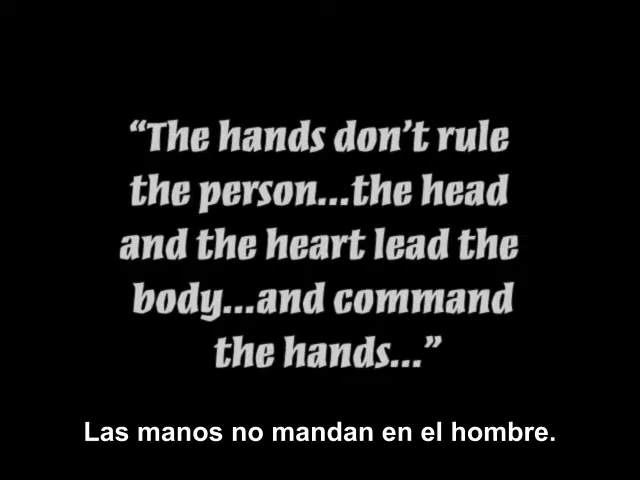 “The hands don’t rule
the person...the head
and the heart lead the
body...and command
the hands...”
Las manos no mandan en el hombre.